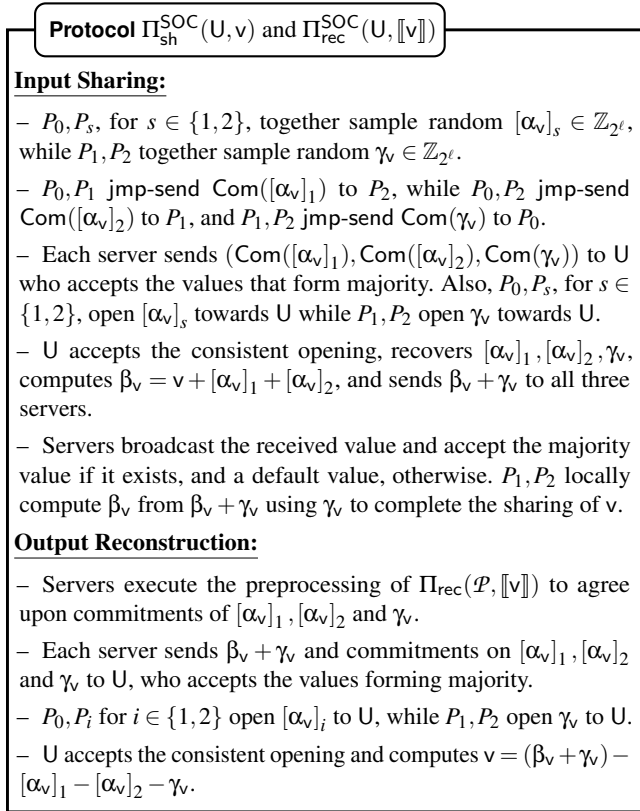 Protocol Π_sh^SOC(U, v) and Π_rec^SOC(U, ⟦v⟧)
Input Sharing:
– P₀, Pₛ, for s ∈ {1,2}, together sample random [αᵥ]ₛ ∈ ℤ_{2^ℓ},
while P₁, P₂ together sample random γᵥ ∈ ℤ_{2^ℓ}.
– P₀, P₁ jmp-send Com([αᵥ]₁) to P₂, while P₀, P₂ jmp-send
Com([αᵥ]₂) to P₁, and P₁, P₂ jmp-send Com(γᵥ) to P₀.
– Each server sends (Com([αᵥ]₁), Com([αᵥ]₂), Com(γᵥ)) to U
who accepts the values that form majority. Also, P₀, Pₛ, for s ∈
{1,2}, open [αᵥ]ₛ towards U while P₁, P₂ open γᵥ towards U.
– U accepts the consistent opening, recovers [αᵥ]₁, [αᵥ]₂, γᵥ,
computes βᵥ = v + [αᵥ]₁ + [αᵥ]₂, and sends βᵥ + γᵥ to all three
servers.
– Servers broadcast the received value and accept the majority
value if it exists, and a default value, otherwise. P₁, P₂ locally
compute βᵥ from βᵥ + γᵥ using γᵥ to complete the sharing of v.
Output Reconstruction:
– Servers execute the preprocessing of Π_rec(𝒫, ⟦v⟧) to agree
upon commitments of [αᵥ]₁, [αᵥ]₂ and γᵥ.
– Each server sends βᵥ + γᵥ and commitments on [αᵥ]₁, [αᵥ]₂
and γᵥ to U, who accepts the values forming majority.
– P₀, Pᵢ for i ∈ {1,2} open [αᵥ]ᵢ to U, while P₁, P₂ open γᵥ to U.
– U accepts the consistent opening and computes v = (βᵥ + γᵥ) −
[αᵥ]₁ − [αᵥ]₂ − γᵥ.